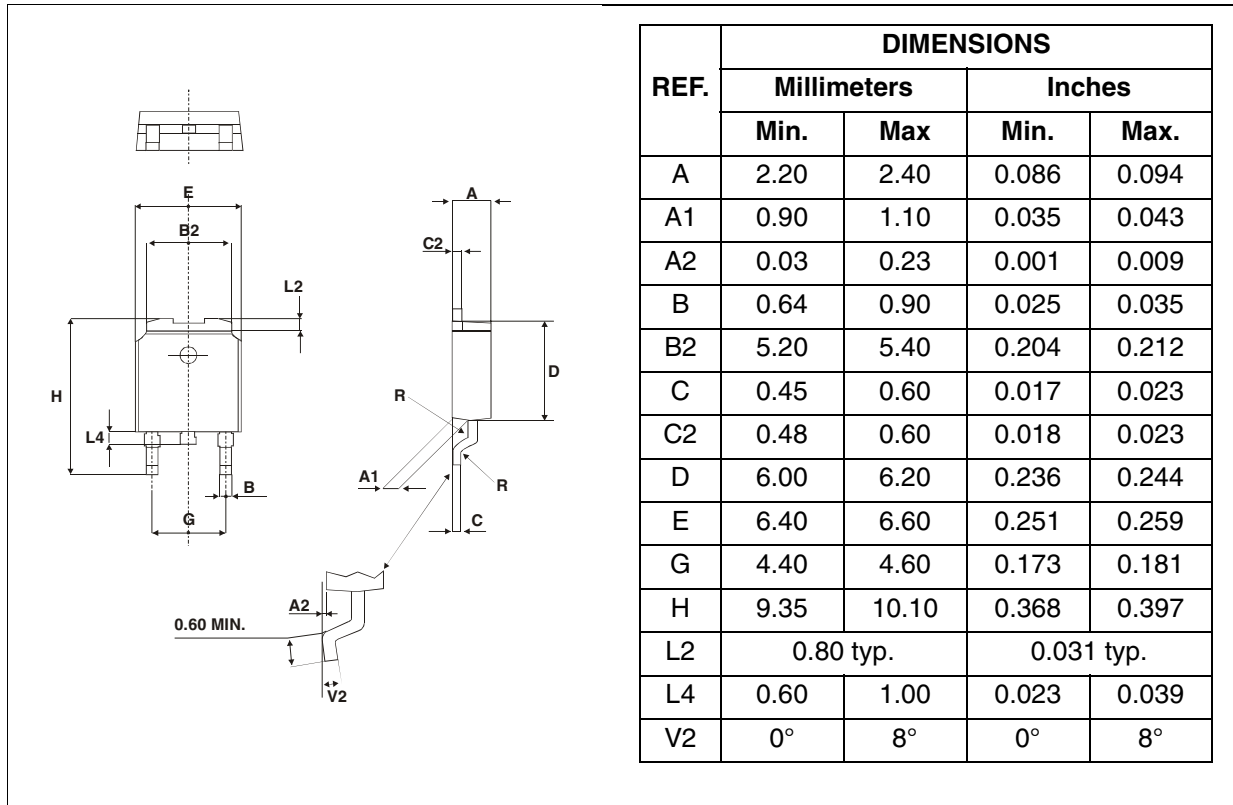 E
B2
L2
H
L4
B
G
A
C2
D
R
A1
R
C
A2
0.60 MIN.
V2
REF. DIMENSIONS
Millimeters Inches
Min. Max Min. Max.
A 2.20 2.40 0.086 0.094
A1 0.90 1.10 0.035 0.043
A2 0.03 0.23 0.001 0.009
B 0.64 0.90 0.025 0.035
B2 5.20 5.40 0.204 0.212
C 0.45 0.60 0.017 0.023
C2 0.48 0.60 0.018 0.023
D 6.00 6.20 0.236 0.244
E 6.40 6.60 0.251 0.259
G 4.40 4.60 0.173 0.181
H 9.35 10.10 0.368 0.397
L2 0.80 typ. 0.031 typ.
L4 0.60 1.00 0.023 0.039
V2 0° 8° 0° 8°